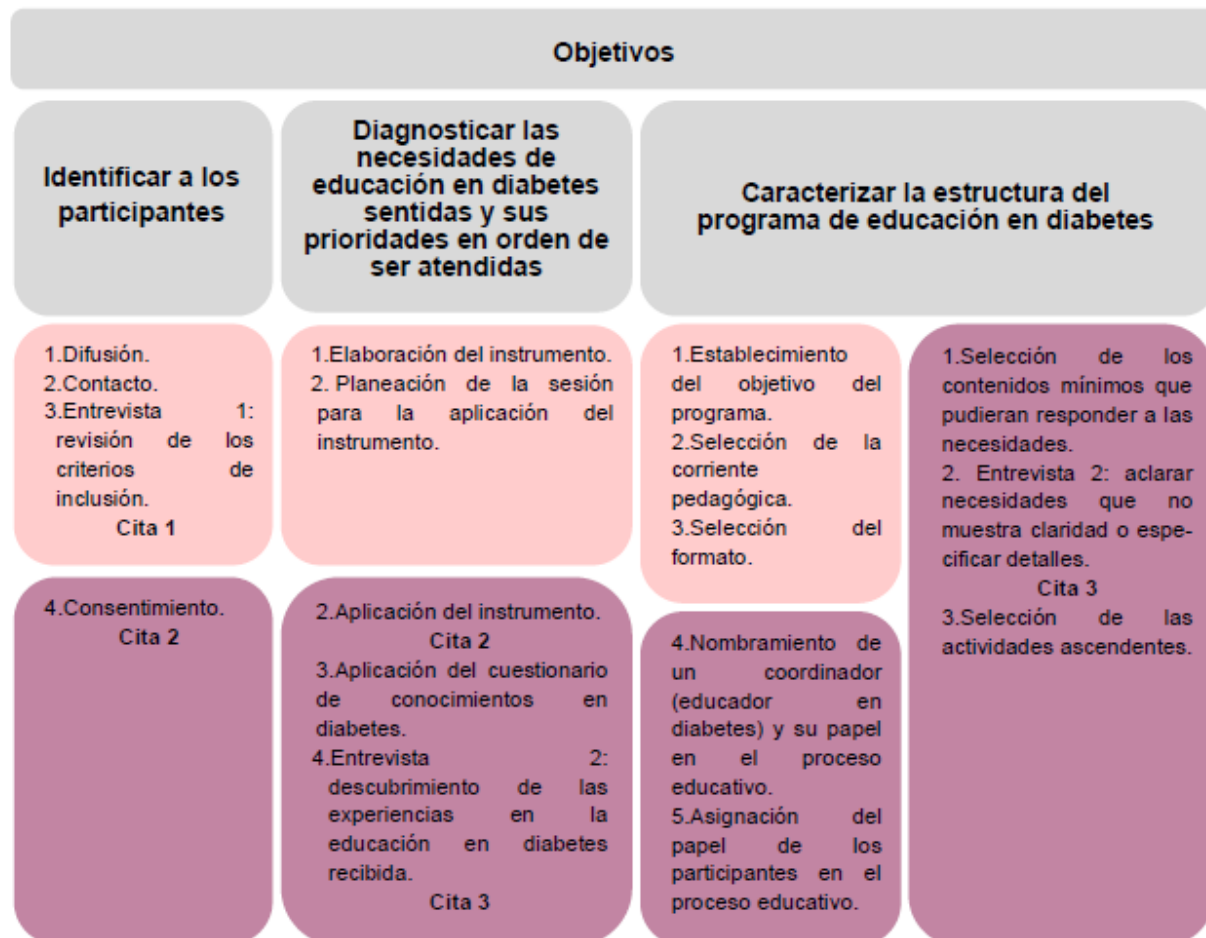 Objetivos
Identificar a los
participantes
Diagnosticar las
necesidades de
educación en diabetes
sentidas y sus
prioridades en orden de
ser atendidas
Caracterizar la estructura del
programa de educación en diabetes
1.Difusión.
2.Contacto.
3.Entrevista 1:
revisión de los
criterios de
inclusión.
Cita 1
4.Consentimiento.
Cita 2
1.Elaboración del instrumento.
2. Planeación de la sesión
para la aplicación del
instrumento.
2.Aplicación del instrumento.
Cita 2
3.Aplicación del cuestionario
de conocimientos en
diabetes.
4.Entrevista 2:
descubrimiento de las
experiencias en la
educación en diabetes
recibida.
Cita 3
1.Establecimiento
del objetivo del
programa.
2.Selección de la
corriente
pedagógica.
3.Selección del
formato.
4.Nombramiento de
un coordinador
(educador en
diabetes) y su papel
en el proceso
educativo.
5.Asignación del
papel de los
participantes en el
proceso educativo.
1.Selección de los
contenidos mínimos que
pudieran responder a las
necesidades.
2. Entrevista 2: aclarar
necesidades que no
muestra claridad o espe-
cificar detalles.
Cita 3
3.Selección de las
actividades ascendentes.